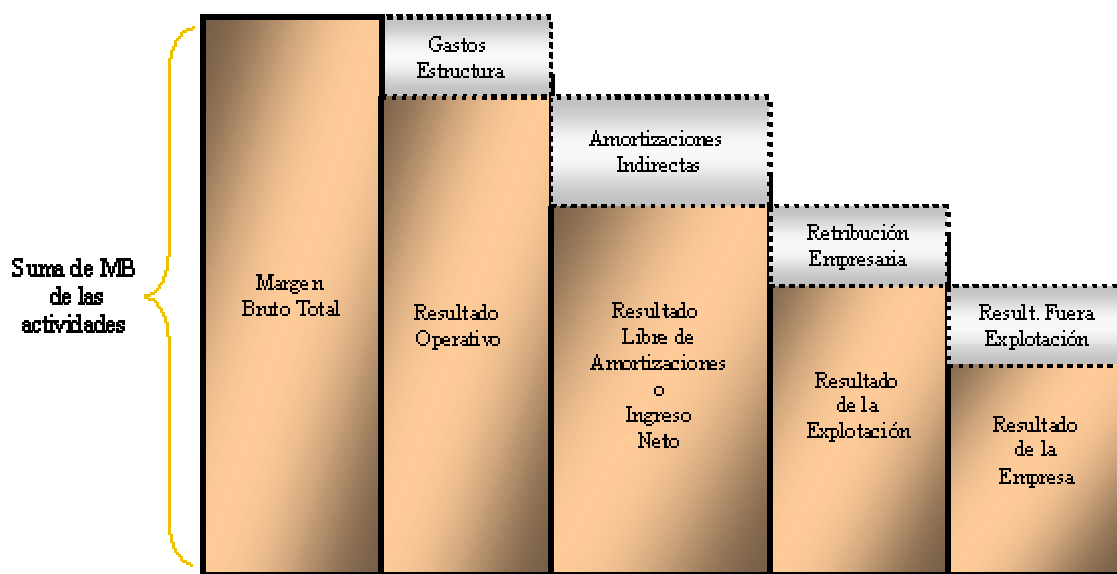 Suma de MB
de las
actividades
Margen
Bruto Total
Gastos
Estructura
Resultado
Operativo
Amortizaciones
Indirectas
Resultado
Libre de
Amortizaciones
o
Ingreso
Neto
Retribución
Empresaria
Resultado
de la
Explotación
Result. Fuera
Explotación
Resultado
de la
Empresa